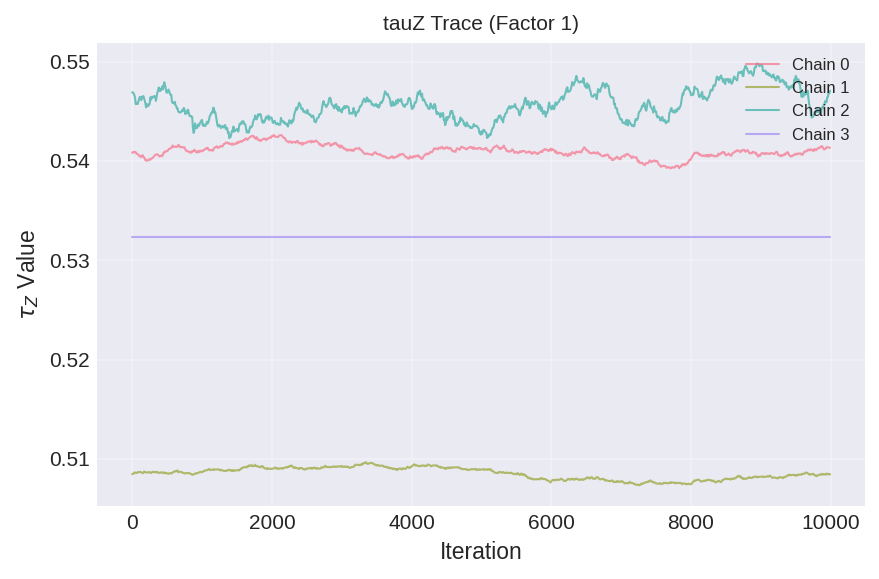 tauZ Trace (Factor 1)
τZ Value
0.55
0.54
0.53
0.52
0.51
Chain 0
Chain 1
Chain 2
Chain 3
0 2000 4000 6000 8000 10000
Iteration